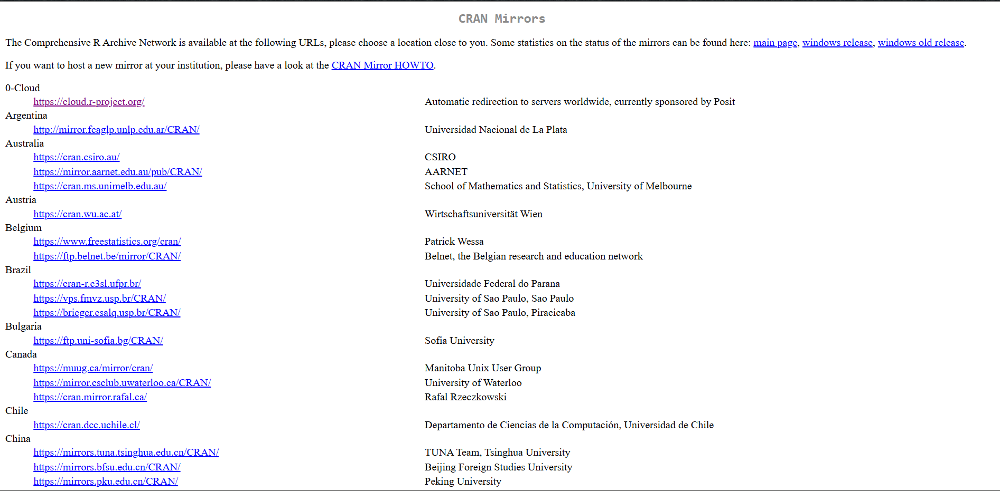 CRAN Mirrors
The Comprehensive R Archive Network is available at the following URLs, please choose a location close to you. Some statistics on the status of the mirrors can be found here: main page, windows release, windows old release.
If you want to host a new mirror at your institution, please have a look at the CRAN Mirror HOWTO.
0-Cloud
https://cloud.r-project.org/ Automatic redirection to servers worldwide, currently sponsored by Posit
Argentina
http://mirror.fcaglp.unlp.edu.ar/CRAN/ Universidad Nacional de La Plata
Australia
https://cran.csiro.au/ CSIRO
https://mirror.aarnet.edu.au/pub/CRAN/ AARNET
https://cran.ms.unimelb.edu.au/ School of Mathematics and Statistics, University of Melbourne
Austria
https://cran.wu.ac.at/ Wirtschaftsuniversität Wien
Belgium
https://www.freestatistics.org/cran/ Patrick Wessa
https://ftp.belnet.be/mirror/CRAN/ Belnet, the Belgian research and education network
Brazil
https://cran-r.c3sl.ufpr.br/ Universidade Federal do Parana
https://vps.fmvz.usp.br/CRAN/ University of Sao Paulo, Sao Paulo
https://brieger.esalq.usp.br/CRAN/ University of Sao Paulo, Piracicaba
Bulgaria
https://ftp.uni-sofia.bg/CRAN/ Sofia University
Canada
https://muug.ca/mirror/cran/ Manitoba Unix User Group
https://mirror.csclub.uwaterloo.ca/CRAN/ University of Waterloo
https://cran.mirror.rafal.ca/ Rafal Rzeczkowski
Chile
https://cran.dcc.uchile.cl/ Departamento de Ciencias de la Computación, Universidad de Chile
China
https://mirrors.tuna.tsinghua.edu.cn/CRAN/ TUNA Team, Tsinghua University
https://mirrors.bfsu.edu.cn/CRAN/ Beijing Foreign Studies University
https://mirrors.pku.edu.cn/CRAN/ Peking University